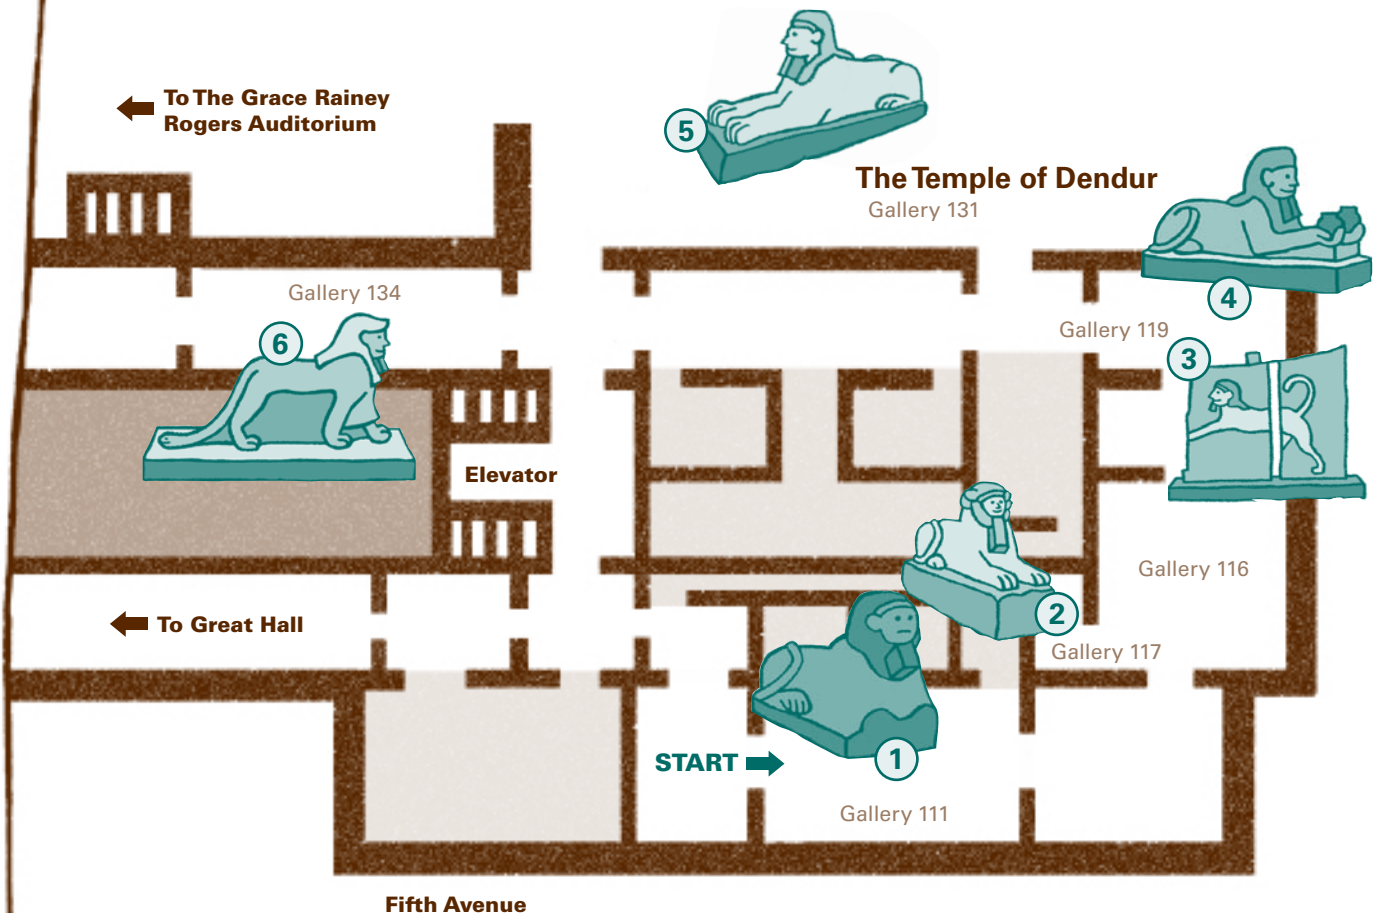 To The Grace Rainey
Rogers Auditorium
5
The Temple of Dendur
Gallery 131
4
Gallery 134
6
Gallery 119
3
Elevator
Gallery 116
2
To Great Hall
Gallery 117
START
1
Gallery 111
Fifth Avenue